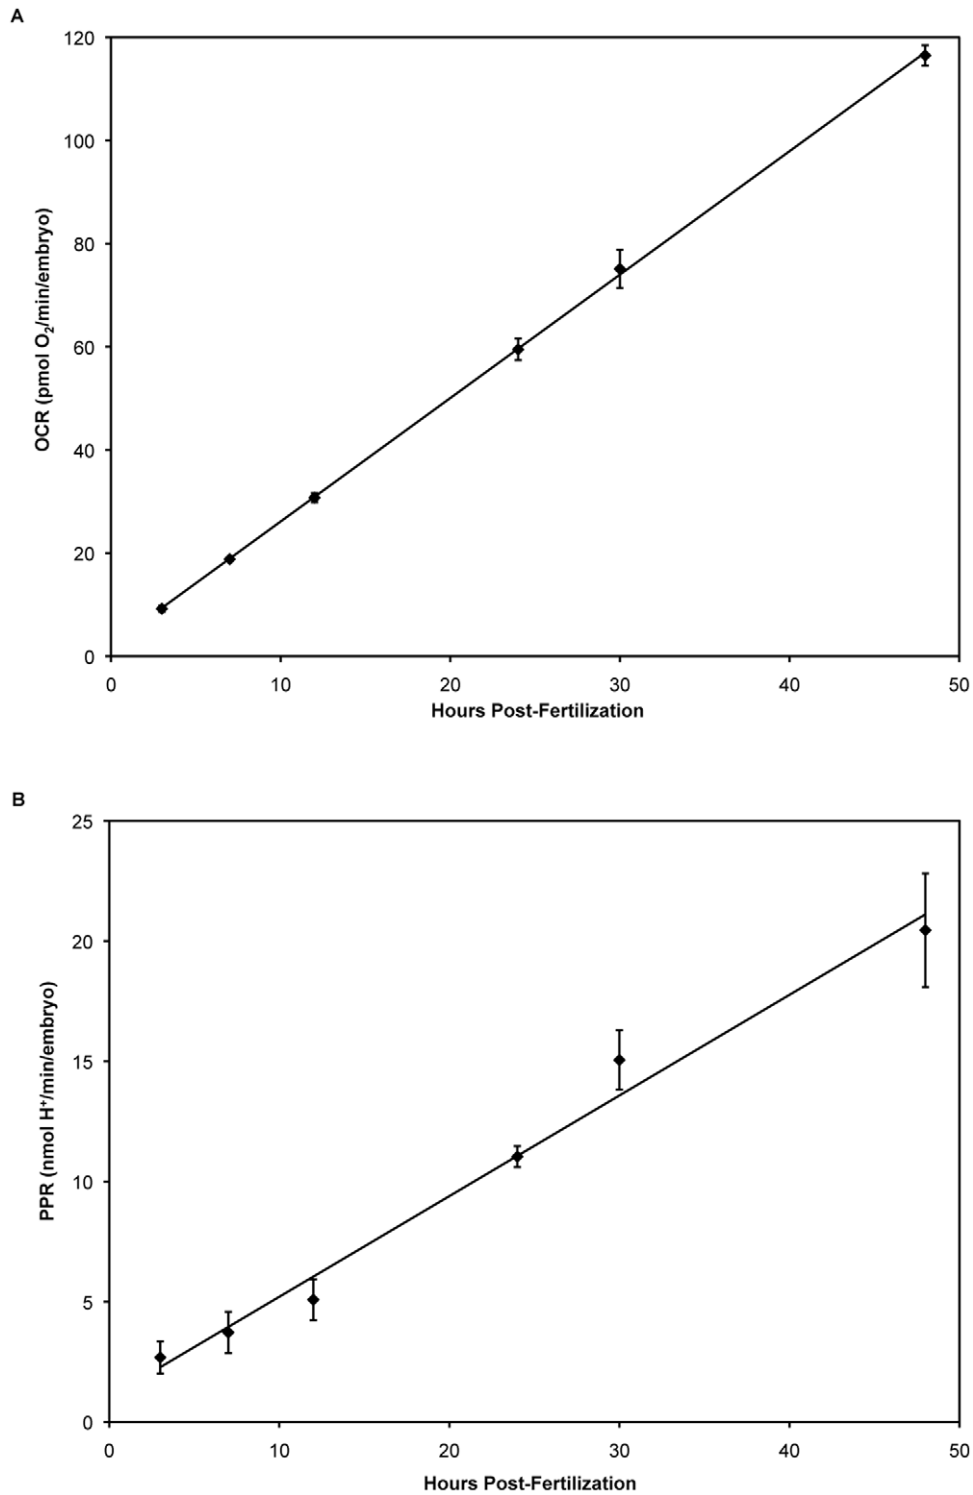 A
120
100
80
60
40
20
0
OCR (pmol O₂/min/embryo)
0 10 20 30 40 50
Hours Post-Fertilization
B
25
20
15
10
5
0
PPR (nmol H⁺/min/embryo)
0 10 20 30 40 50
Hours Post-Fertilization